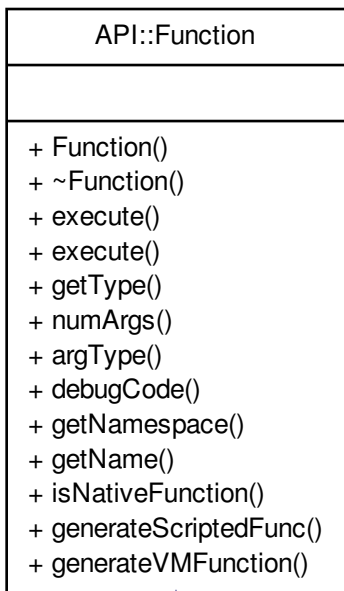 API::Function
+ Function()
+ ~Function()
+ execute()
+ execute()
+ getType()
+ numArgs()
+ argType()
+ debugCode()
+ getNamespace()
+ getName()
+ isNativeFunction()
+ generateScriptedFunc()
+ generateVMFunction()